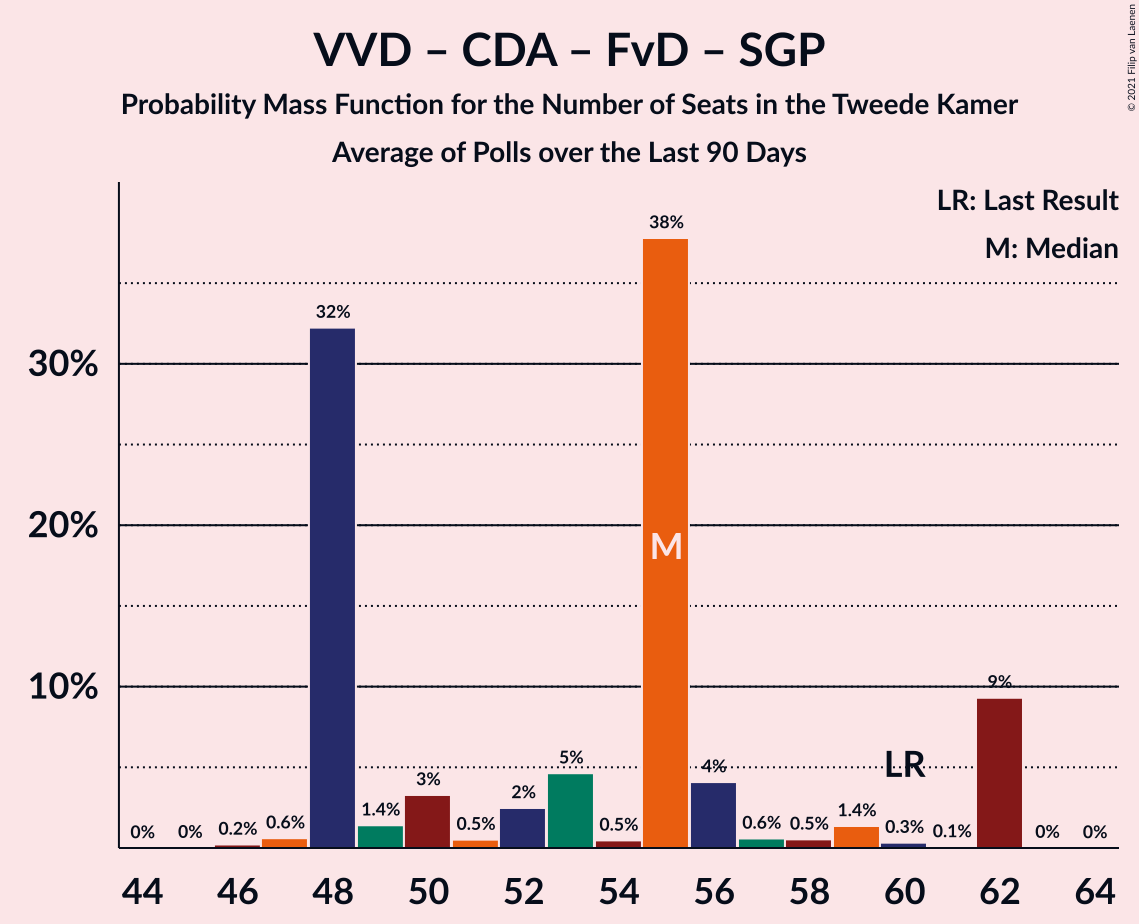 VVD – CDA – FvD – SGP
Probability Mass Function for the Number of Seats in the Tweede Kamer
Average of Polls over the Last 90 Days
© 2021 Filip van Laenen
LR: Last Result
M: Median
30%
20%
10%
0% 0% 0.2% 0.6% 32% 1.4% 3% 0.5% 2% 5% 0.5% 38% 4% 0.6% 0.5% 1.4% 0.3% 0.1% 9% 0% 0%
M
LR
44 46 48 50 52 54 56 58 60 62 64